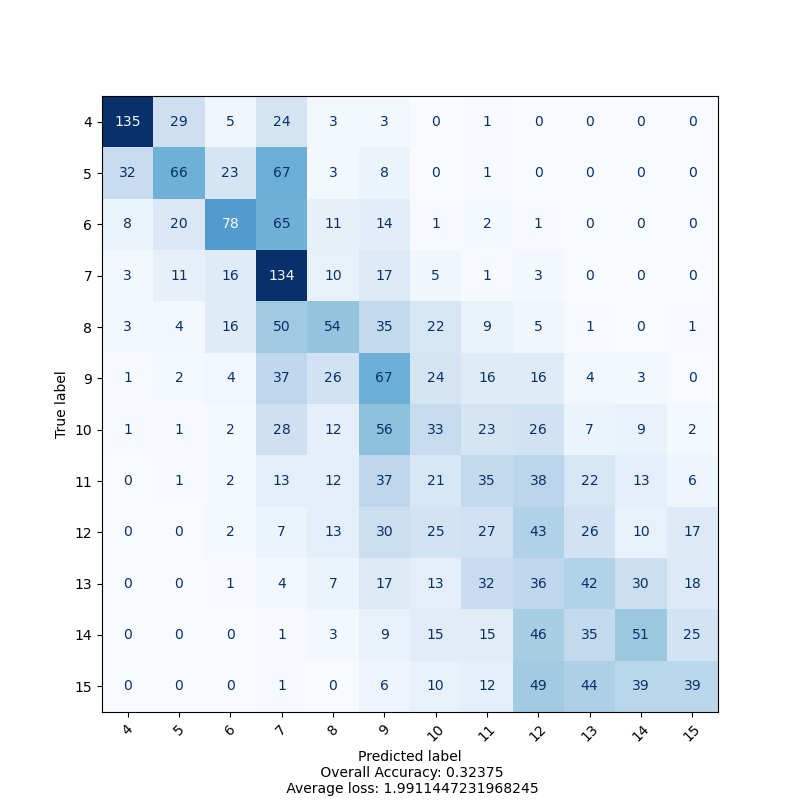 4 135 29 5 24 3 3 0 1 0 0 0 0
5 32 66 23 67 3 8 0 1 0 0 0 0
6 8 20 78 65 11 14 1 2 1 0 0 0
7 3 11 16 134 10 17 5 1 3 0 0 0
8 3 4 16 50 54 35 22 9 5 1 0 1
9 1 2 4 37 26 67 24 16 16 4 3 0
10 1 1 2 28 12 56 33 23 26 7 9 2
11 0 1 2 13 12 37 21 35 38 22 13 6
12 0 0 2 7 13 30 25 27 43 26 10 17
13 0 0 1 4 7 17 13 32 36 42 30 18
14 0 0 0 1 3 9 15 15 46 35 51 25
15 0 0 0 1 0 6 10 12 49 44 39 39
True label
4 5 6 7 8 9 10 11 12 13 14 15
Predicted label
Overall Accuracy: 0.32375
Average loss: 1.9911447231968245